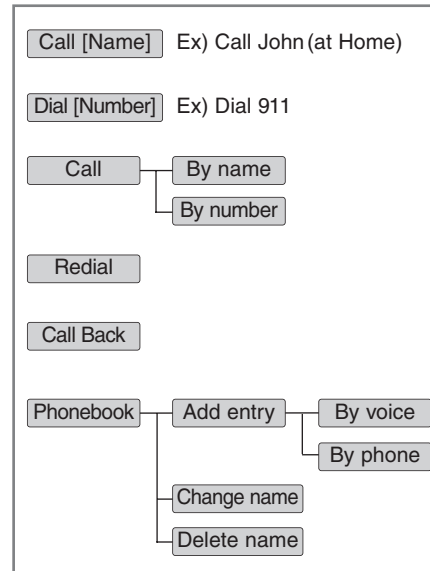 Call [Name] Ex) Call John (at Home)
Dial [Number] Ex) Dial 911
Call By name
By number
Redial
Call Back
Phonebook Add entry By voice
By phone
Change name
Delete name